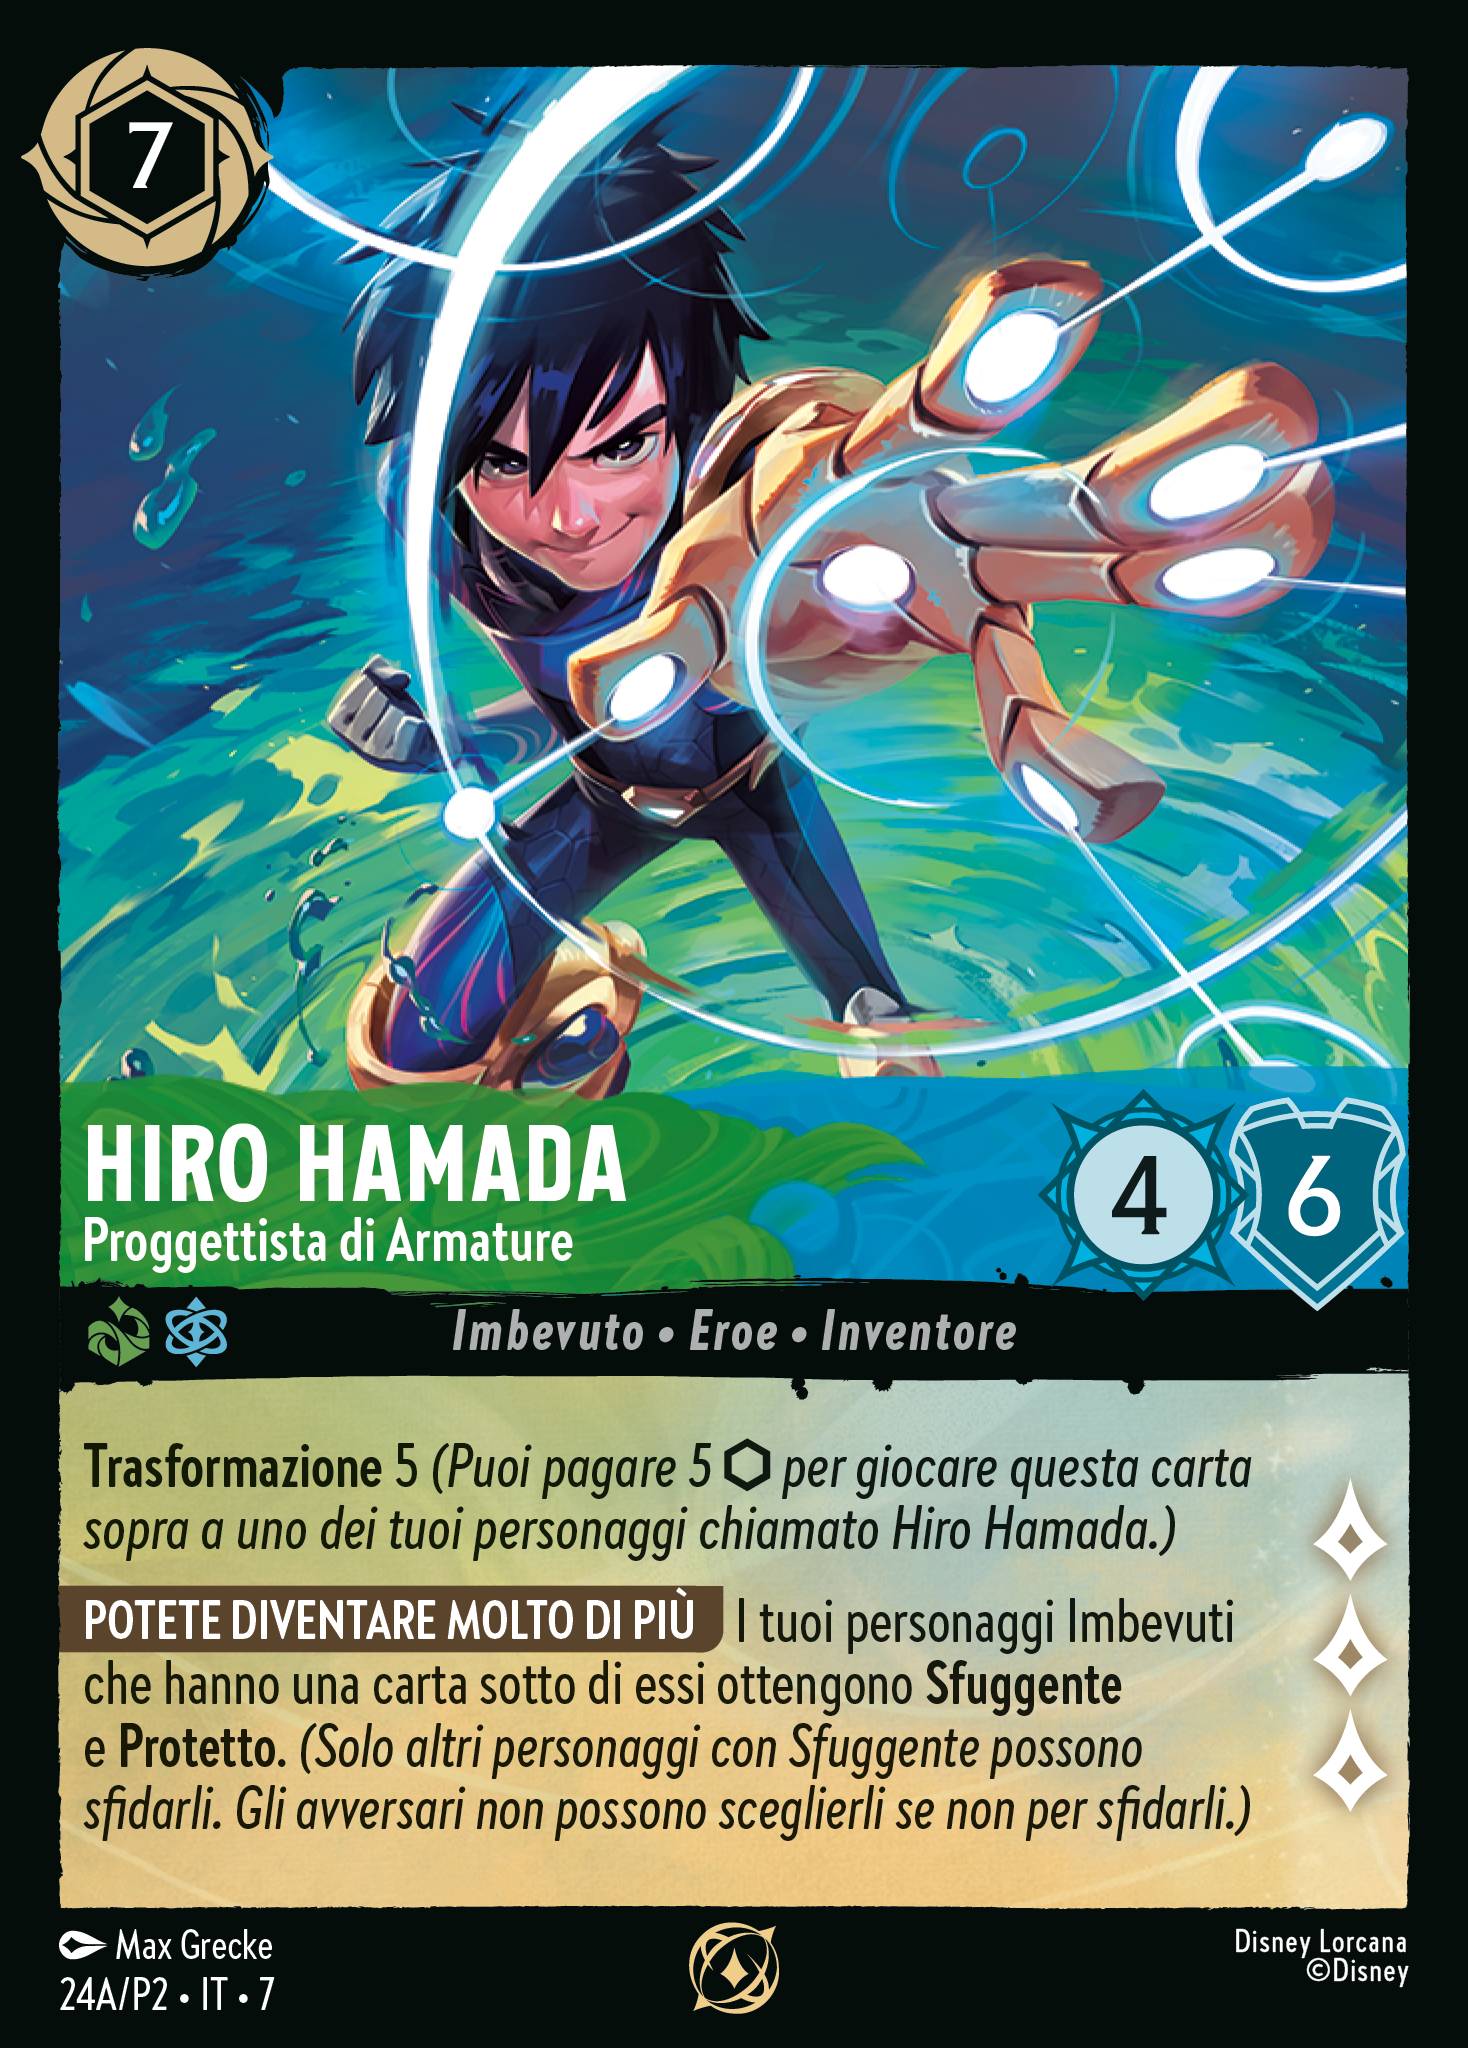 7
HIRO HAMADA
Proggettista di Armature
4
6
Imbevuto • Eroe • Inventore
Trasformazione 5 (Puoi pagare 5 ⬡ per giocare questa carta
sopra a uno dei tuoi personaggi chiamato Hiro Hamada.)
POTETE DIVENTARE MOLTO DI PIÙ I tuoi personaggi Imbevuti
che hanno una carta sotto di essi ottengono Sfuggente
e Protetto. (Solo altri personaggi con Sfuggente possono
sfidarli. Gli avversari non possono sceglierli se non per sfidarli.)
Max Grecke
24A/P2 • IT • 7
Disney Lorcana
©Disney